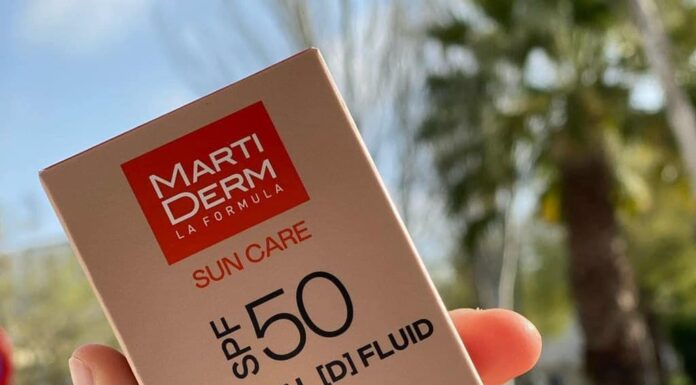 MARTI
DERM
LA FORMULA
SUN CARE
SPF 50
[D] FLUID